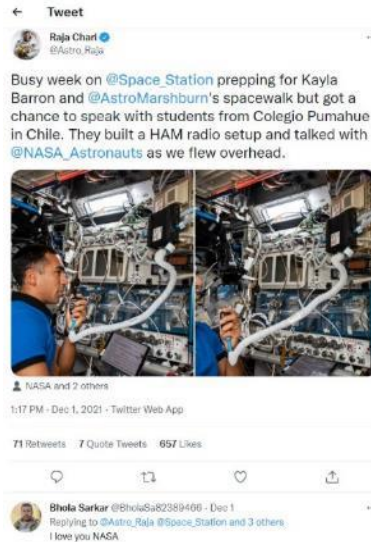 Tweet
Raja Chari
@Astro_Raja
Busy week on @Space_Station prepping for Kayla
Barron and @AstroMarshburn's spacewalk but got a
chance to speak with students from Colegio Pumahue
in Chile. They built a HAM radio setup and talked with
@NASA_Astronauts as we flew overhead.
NASA and 2 others
1:17 PM · Dec 1, 2021 · Twitter Web App
71 Retweets 7 Quote Tweets 657 Likes
Bhola Sarkar @BholaSa82389466 · Dec 1
Replying to @Astro_Raja @Space_Station and 3 others
I love you NASA